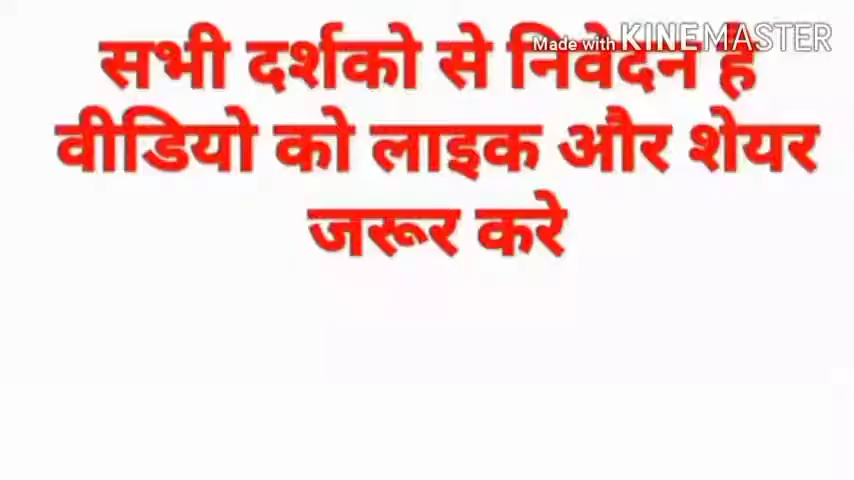 Made with KINEMASTER
सभी दर्शको से निवेदन है
वीडियो को लाइक और शेयर
जरूर करे